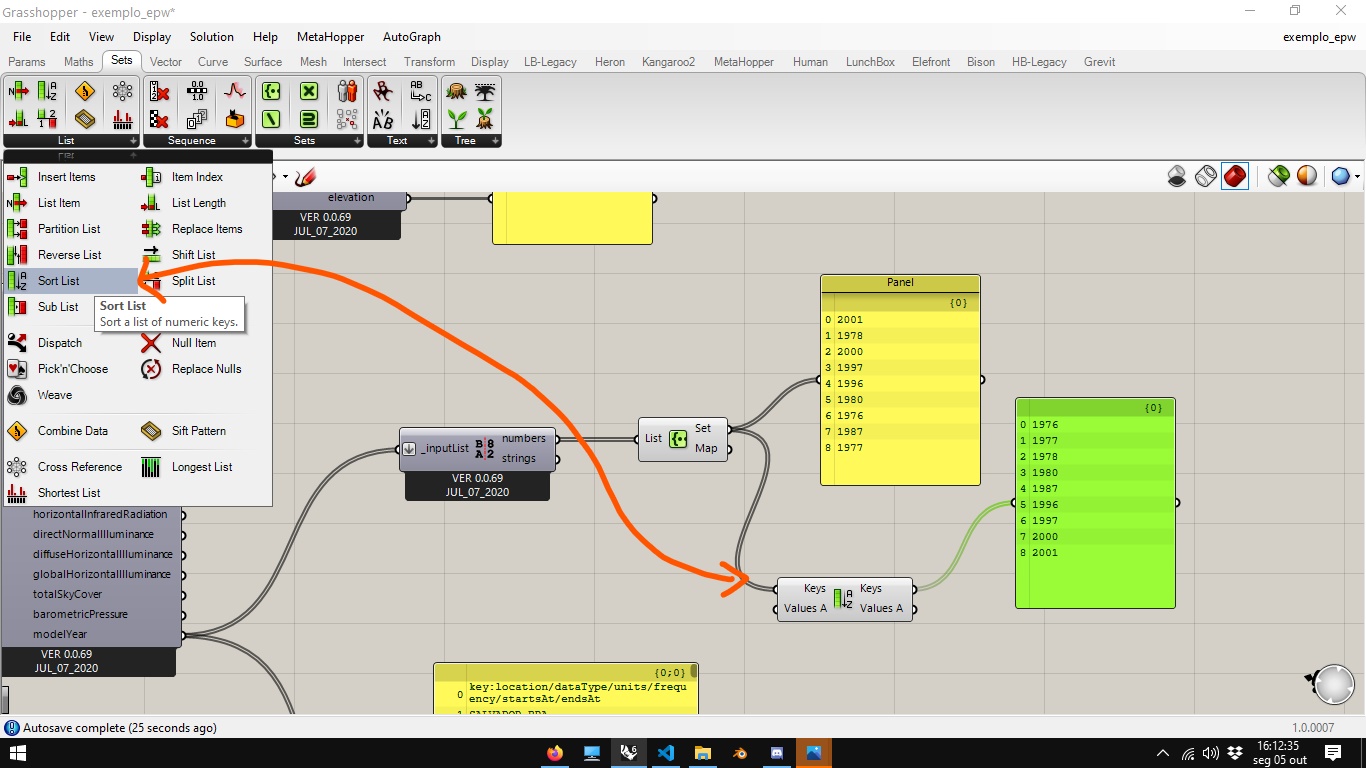 Grasshopper - exemplo_epw*
File Edit View Display Solution Help MetaHopper AutoGraph exemplo_epw
Params Maths Sets Vector Curve Surface Mesh Intersect Transform Display LB-Legacy Heron Kangaroo2 MetaHopper Human LunchBox Elefront Bison HB-Legacy Grevit
List Sequence Sets Text Tree
List
Insert Items Item Index
List Item List Length
Partition List Replace Items
Reverse List Shift List
Sort List Split List
Sub List
Sort List
Sort a list of numeric keys.
Dispatch Null Item
Pick'n'Choose Replace Nulls
Weave
Combine Data Sift Pattern
Cross Reference Longest List
Shortest List
elevation
VER 0.0.69
JUL_07_2020
Panel
{0}
0 2001
1 1978
2 2000
3 1997
4 1996
5 1980
6 1976
7 1987
8 1977
{0}
0 1976
1 1977
2 1978
3 1980
4 1987
5 1996
6 1997
7 2000
8 2001
_inputList numbers
strings
VER 0.0.69
JUL_07_2020
List Set
Map
Keys Keys
Values A Values A
horizontalInfraredRadiation
directNormalIlluminance
diffuseHorizontalIlluminance
globalHorizontalIlluminance
totalSkyCover
barometricPressure
modelYear
VER 0.0.69
JUL_07_2020
{0;0}
0 key:location/dataType/units/frequ
ency/startsAt/endsAt
1 SALVADOR_BRA
Autosave complete (25 seconds ago) 1.0.0007
16:12:35
seg 05 out